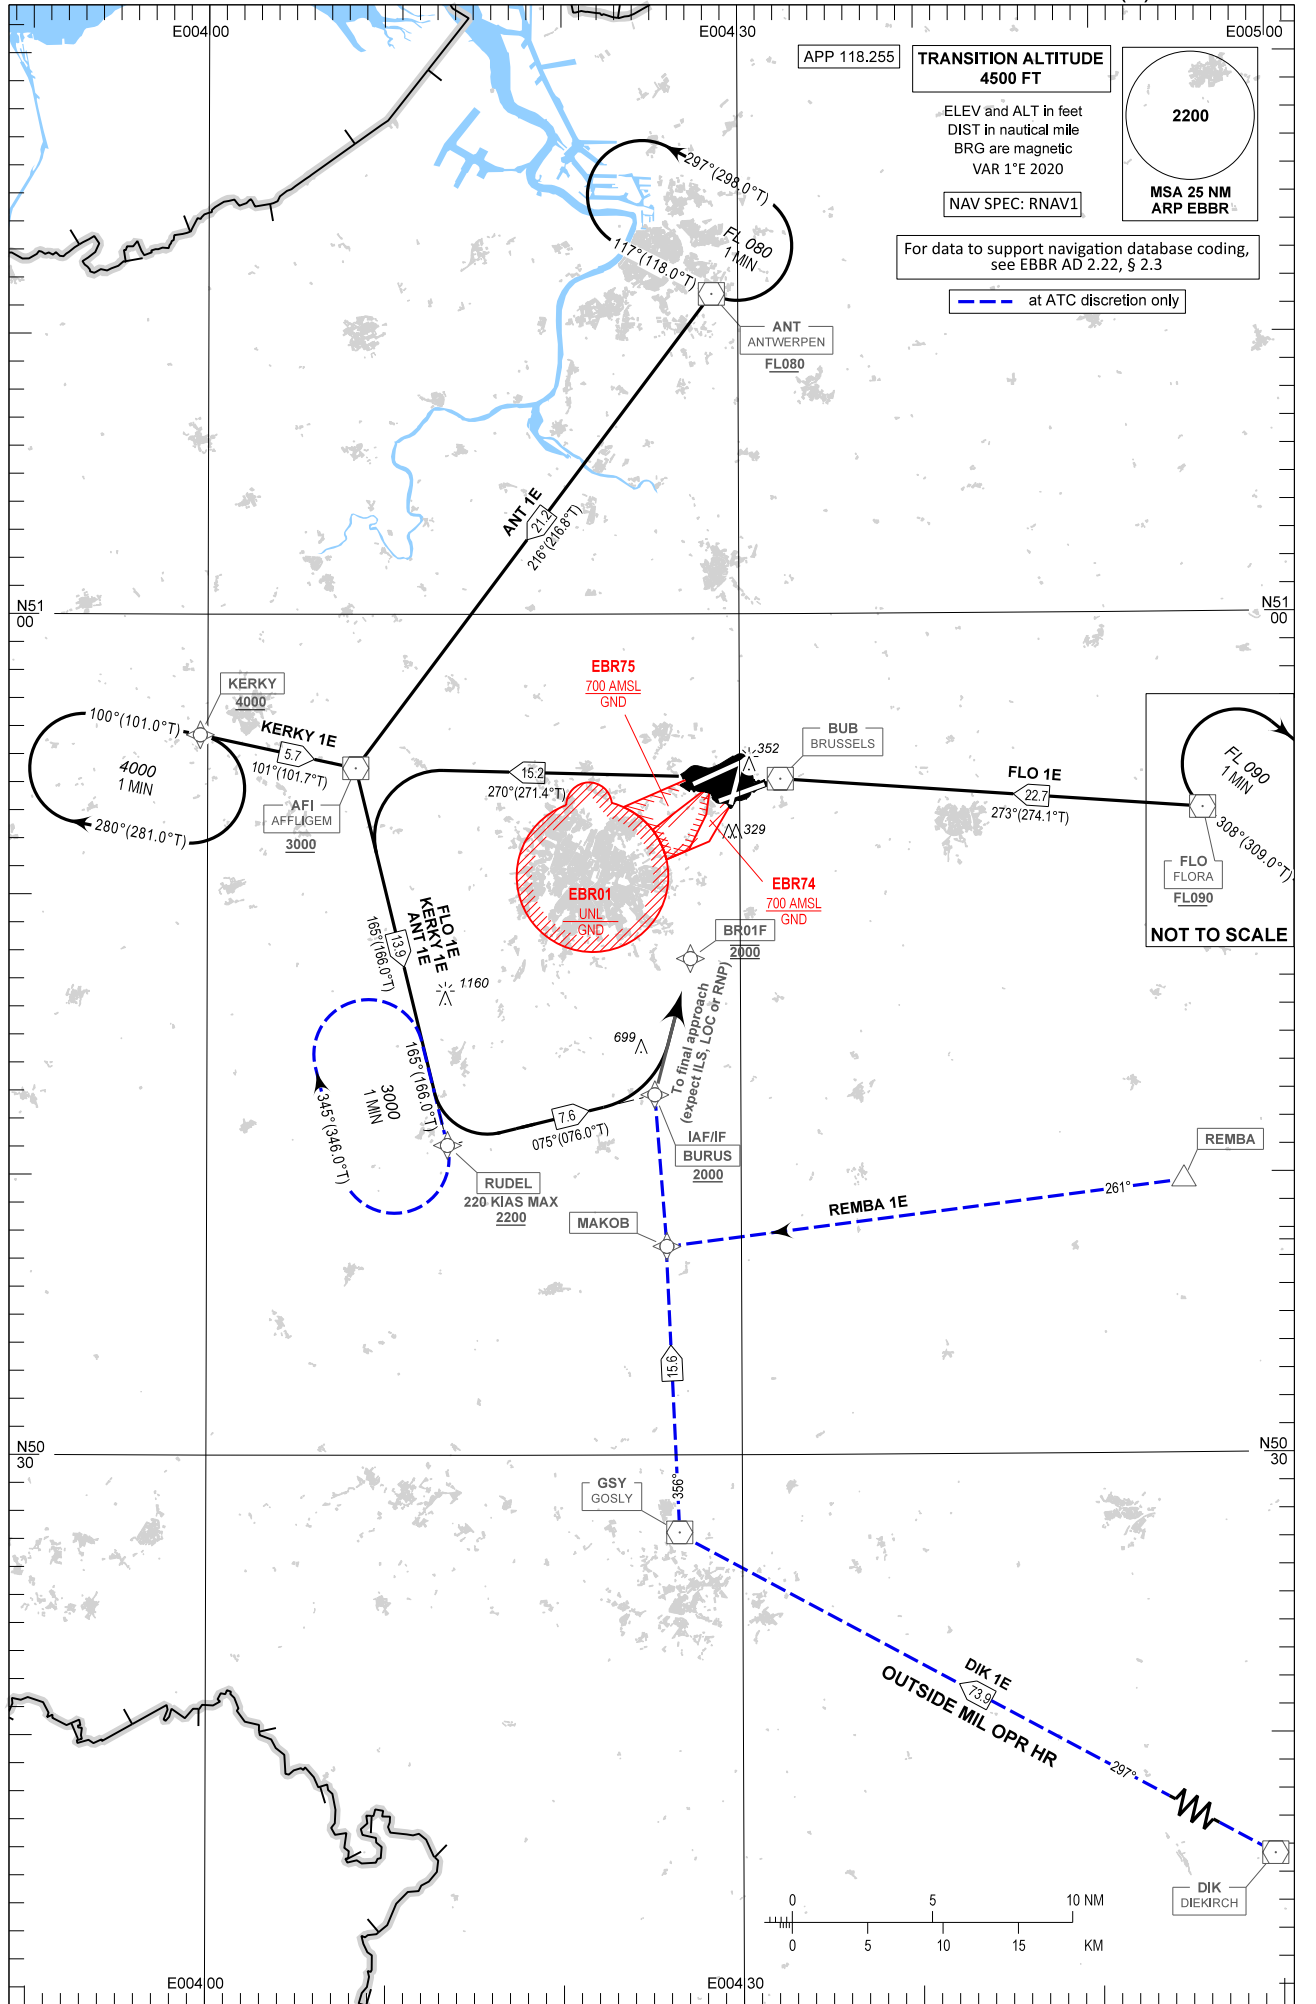 E004 00
E004 30
E005 00
APP 118.255
TRANSITION ALTITUDE
4500 FT
ELEV and ALT in feet
DIST in nautical mile
BRG are magnetic
VAR 1°E 2020
NAV SPEC: RNAV1
2200
MSA 25 NM
ARP EBBR
For data to support navigation database coding,
see EBBR AD 2.22, § 2.3
at ATC discretion only
297°(298.0°T)
FL 080
1 MIN
117°(118.0°T)
ANT
ANTWERPEN
FL080
ANT 1E
21.2
216°(216.8°T)
N51
00
N51
00
EBR75
700 AMSL
GND
KERKY
4000
100°(101.0°T)
KERKY 1E
5.7
101°(101.7°T)
4000
1 MIN
280°(281.0°T)
AFI
AFFLIGEM
3000
15.2
270°(271.4°T)
352
BUB
BRUSSELS
FLO 1E
22.7
273°(274.1°T)
FL 090
1 MIN
308°(309.0°T)
FLO
FLORA
FL090
NOT TO SCALE
329
EBR74
700 AMSL
GND
EBR01
UNL
GND
FLO 1E
KERKY 1E
ANT 1E
13.9
165°(166.0°T)
1160
BR01F
2000
To final approach
(expect ILS, LOC or RNP)
699
165°(166.0°T)
3000
1 MIN
345°(346.0°T)
7.6
075°(076.0°T)
IAF/IF
BURUS
2000
RUDEL
220 KIAS MAX
2200
REMBA
261°
REMBA 1E
MAKOB
15.6
N50
30
N50
30
356°
GSY
GOSLY
DIK 1E
73.9
OUTSIDE MIL OPR HR
297°
DIK
DIEKIRCH
0 5 10 NM
0 5 10 15 KM
E004 00
E004 30